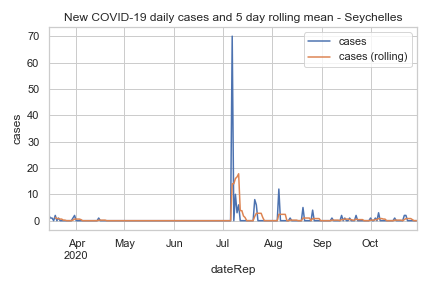 New COVID-19 daily cases and 5 day rolling mean - Seychelles
cases
cases (rolling)
70
60
50
40
30
20
10
0
cases
Apr
2020
May
Jun
Jul
Aug
Sep
Oct
dateRep